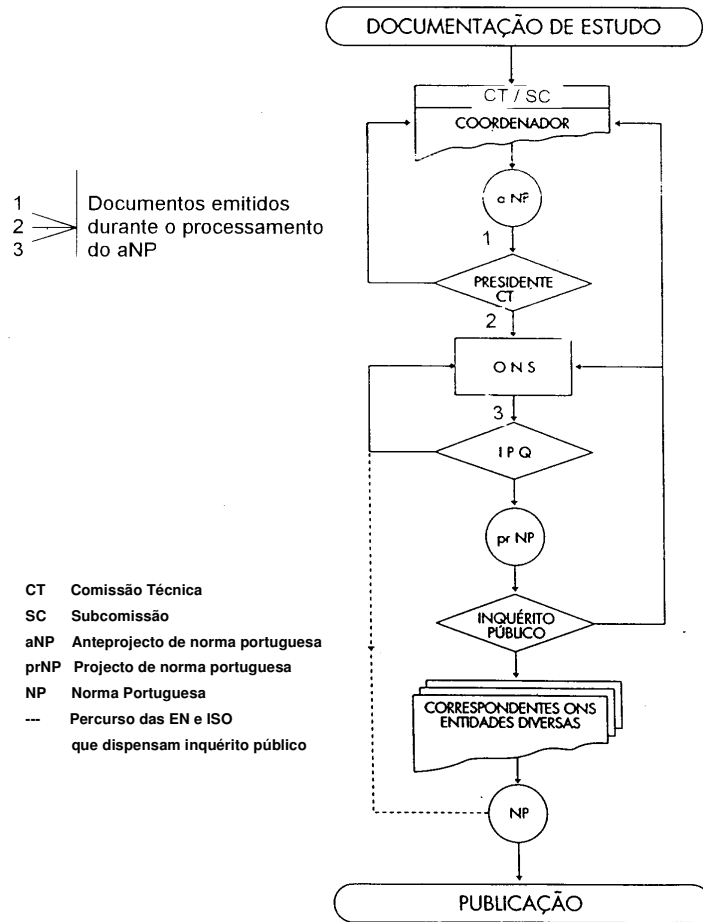 DOCUMENTAÇÃO DE ESTUDO
CT / SC
COORDENADOR
a NP
1
1 Documentos emitidos
2 durante o processamento
3 do aNP
PRESIDENTE
CT
2
O N S
3
I P Q
pr NP
CT Comissão Técnica
SC Subcomissão
aNP Anteprojecto de norma portuguesa
prNP Projecto de norma portuguesa
NP Norma Portuguesa
--- Percurso das EN e ISO
que dispensam inquérito público
INQUÉRITO
PÚBLICO
CORRESPONDENTES ONS
ENTIDADES DIVERSAS
NP
PUBLICAÇÃO